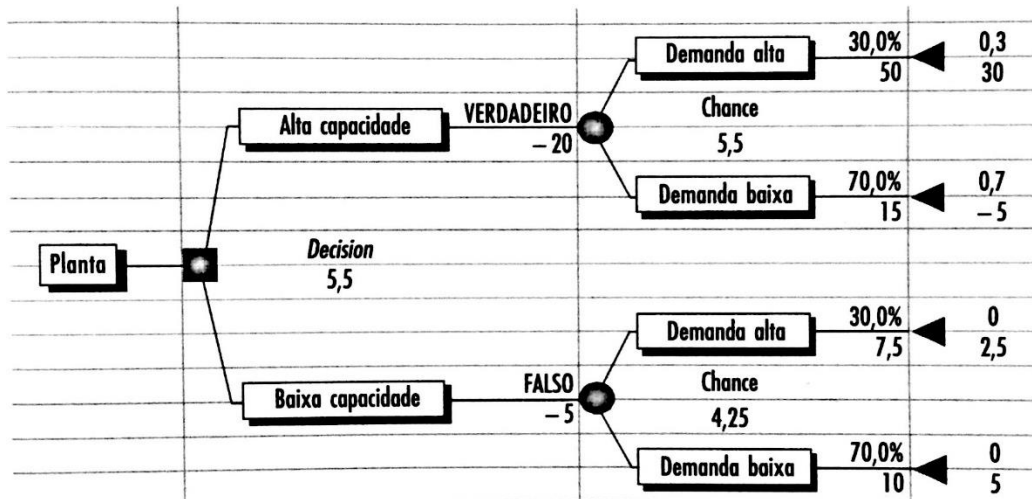 Demanda alta 30,0% 0,3
50 30
Alta capacidade VERDADEIRO Chance
– 20 5,5
Demanda baixa 70,0% 0,7
15 – 5
Planta Decision
5,5
Demanda alta 30,0% 0
7,5 2,5
Baixa capacidade FALSO Chance
– 5 4,25
Demanda baixa 70,0% 0
10 5